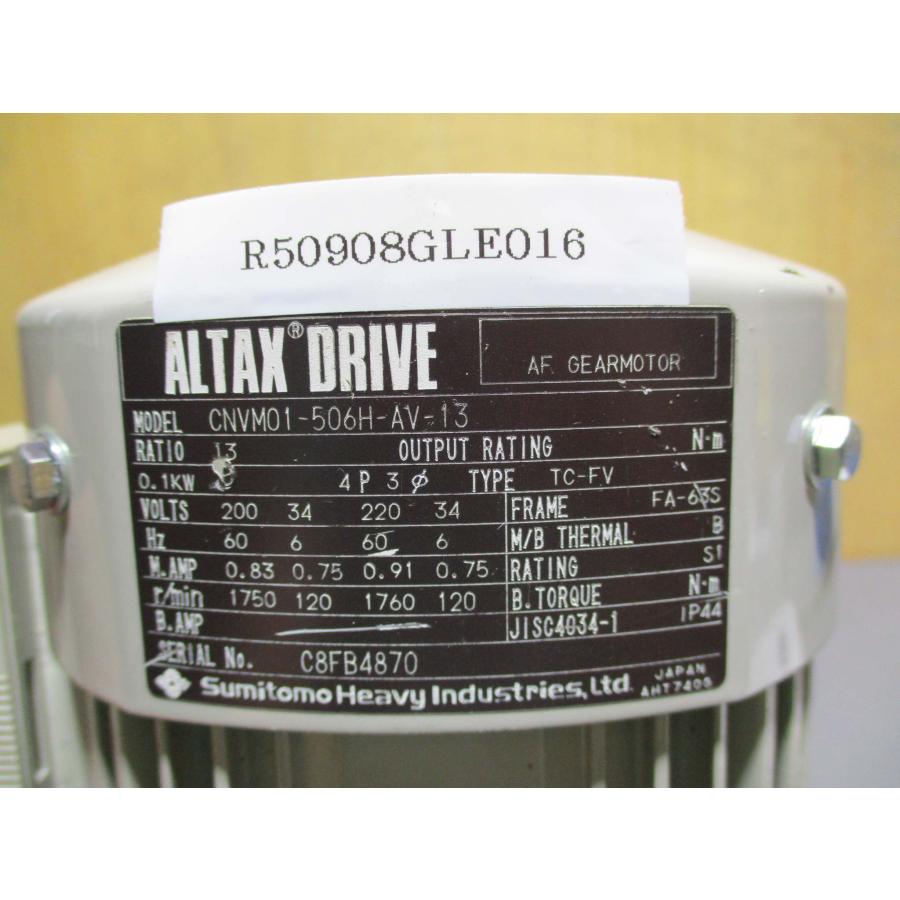 R50908GLE016
ALTAX® DRIVE
AF GEARMOTOR
MODEL CNVM01-506H-AV-13
RATIO 13 OUTPUT RATING N·m
0.1KW 4P 3φ TYPE TC-FV
VOLTS 200 34 220 34 FRAME FA-63S
Hz 60 6 60 6 M/B THERMAL B
M.AMP 0.83 0.75 0.91 0.75 RATING S1
r/min 1750 120 1760 120 B.TORQUE N·m
B.AMP JISC4034-1 IP44
SERIAL No. C8FB4870
Sumitomo Heavy Industries, Ltd.
JAPAN
AHT740S